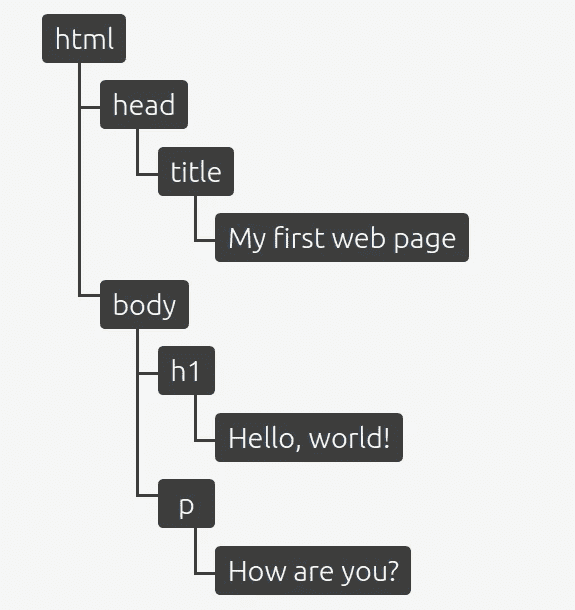 html
head
title
My first web page
body
h1
Hello, world!
p
How are you?